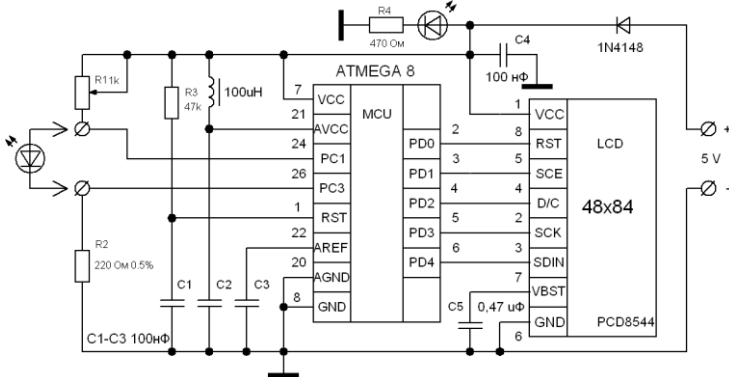 R4
470 Ом
1N4148
C4
100 нФ
ATMEGA 8
R1 1k
R3
47k
100uH
7
VCC
MCU
21
AVCC
24
PC1
26
PC3
1
RST
22
AREF
20
AGND
8
GND
PD0
2
PD1
3
PD2
4
PD3
5
PD4
6
1
VCC
LCD
8
RST
5
SCE
4
D/C
48x84
2
SCK
3
SDIN
7
VBST
GND
PCD8544
6
+
5 V
-
R2
220 Ом 0.5%
C1
C2
C3
C5
0,47 uФ
C1-C3 100нФ